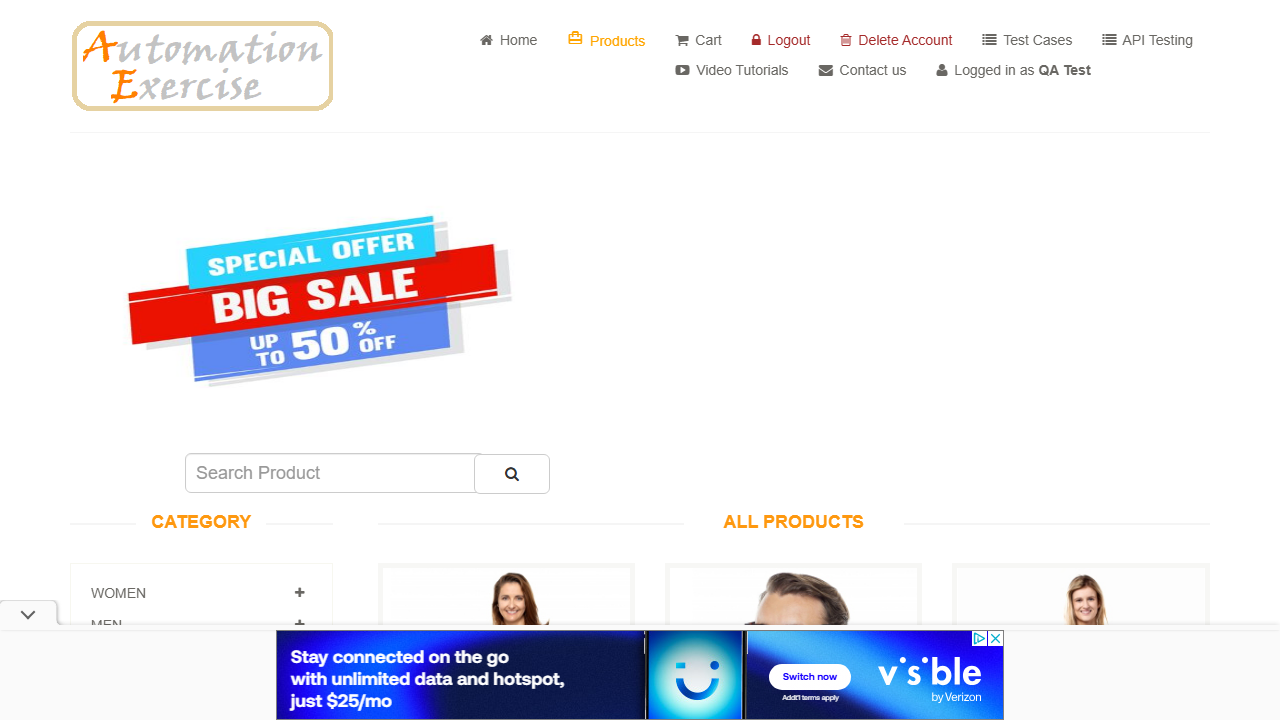 Automation
Exercise
Home
Products
Cart
Logout
Delete Account
Test Cases
API Testing
Video Tutorials
Contact us
Logged in as QA Test
SPECIAL OFFER
BIG SALE
UP TO 50% OFF
Search Product
CATEGORY
ALL PRODUCTS
WOMEN
MEN
Stay connected on the go
with unlimited data and hotspot,
just $25/mo
Switch now
Addt'l terms apply
visible
by Verizon